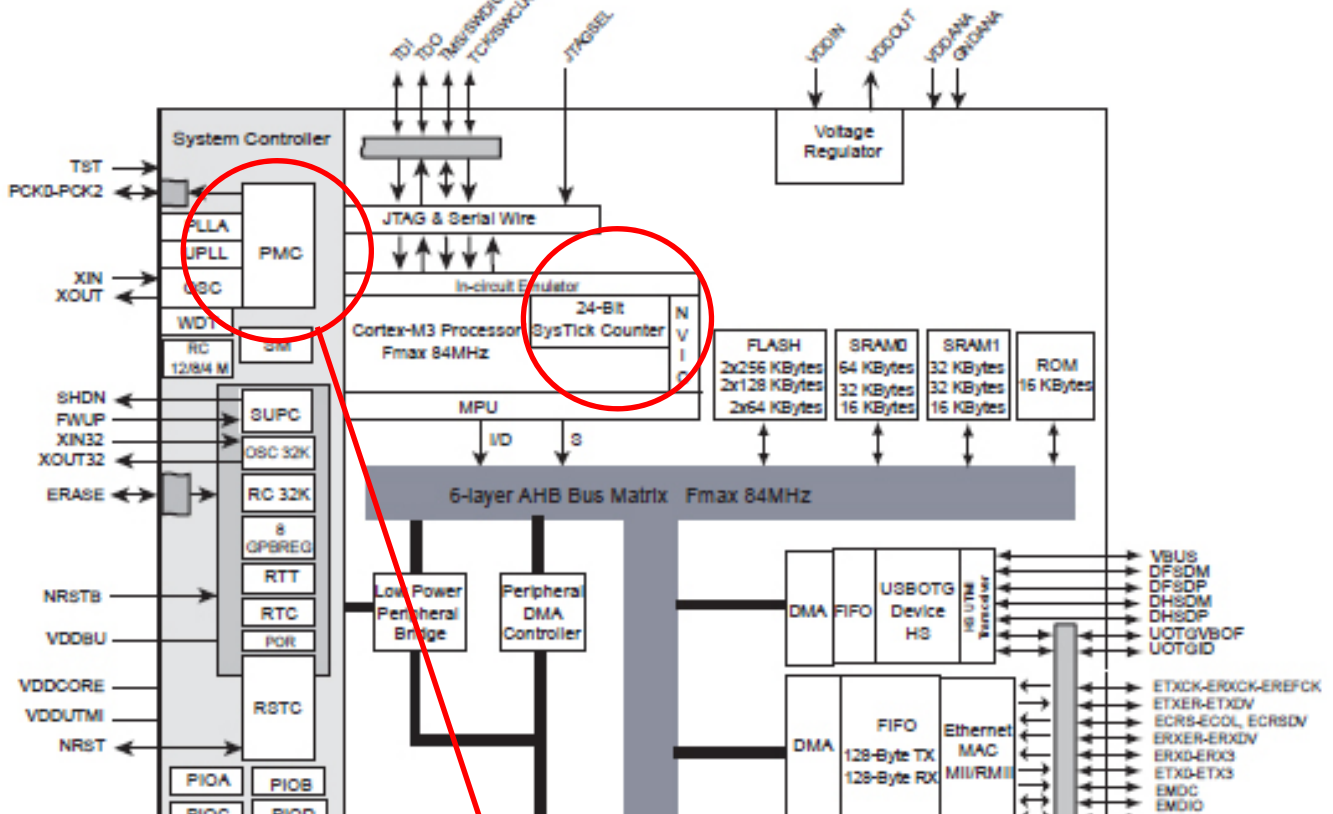 TDI
TDO
JTAGSEL
VDDIN
VDDOUT
VDDANA
GNDANA
System Controller
Voltage
Regulator
TST
PCK0-PCK2
PLLA
UPLL
PMC
JTAG & Serial Wire
XIN
XOUT
OSC
In-circuit Emulator
WDT
RC
12/8/4 M
SM
Cortex-M3 Processor
Fmax 84MHz
24-Bit
SysTick Counter
N
V
I
C
FLASH
2x256 KBytes
2x128 KBytes
2x64 KBytes
SRAM0
64 KBytes
32 KBytes
16 KBytes
SRAM1
32 KBytes
32 KBytes
16 KBytes
ROM
16 KBytes
MPU
I/D
S
SHDN
FWUP
XIN32
XOUT32
ERASE
SUPC
OSC 32K
RC 32K
8
GPBREG
RTT
RTC
POR
RSTC
NRSTB
VDDBU
VDDCORE
VDDUTMI
NRST
PIOA
PIOB
PIOC
PIOD
6-layer AHB Bus Matrix Fmax 84MHz
Low Power
Peripheral
Bridge
Peripheral
DMA
Controller
DMA
FIFO
USBOTG
Device
HS
HS UTMI
Transceiver
VBUS
DFSDM
DFSDP
DHSDM
DHSDP
UOTGVBOF
UOTGID
DMA
FIFO
128-Byte TX
128-Byte RX
Ethernet
MAC
MII/RMII
ETXCK-ERXCK-EREFCK
ETXER-ETXDV
ECRS-ECOL, ECRSDV
ERXER-ERXDV
ERX0-ERX3
ETX0-ETX3
EMDC
EMDIO